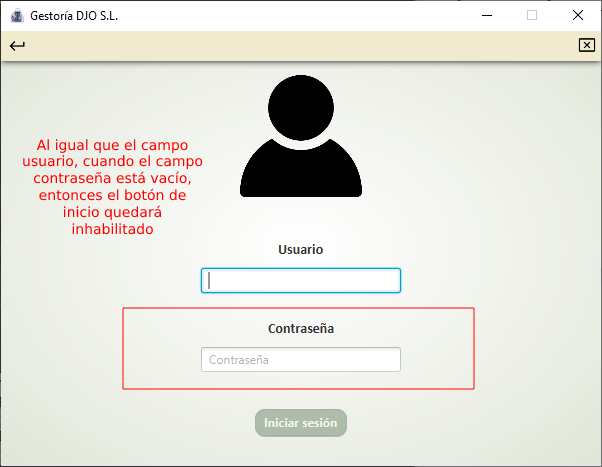 Gestoría DJO S.L.
Al igual que el campo
usuario, cuando el campo
contraseña está vacío,
entonces el botón de
inicio quedará
inhabilitado
Usuario
Contraseña
Contraseña
Iniciar sesión